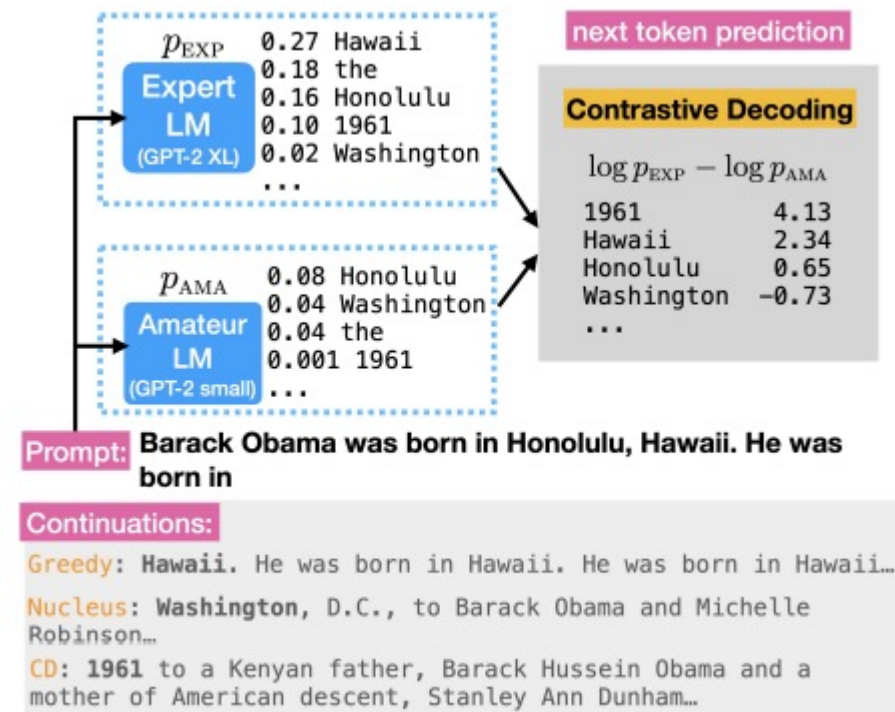 p_EXP
Expert
LM
(GPT-2 XL)
0.27 Hawaii
0.18 the
0.16 Honolulu
0.10 1961
0.02 Washington
...
p_AMA
Amateur
LM
(GPT-2 small)
0.08 Honolulu
0.04 Washington
0.04 the
0.001 1961
...
next token prediction
Contrastive Decoding
log p_EXP − log p_AMA
1961 4.13
Hawaii 2.34
Honolulu 0.65
Washington −0.73
...
Prompt: Barack Obama was born in Honolulu, Hawaii. He was
born in
Continuations:
Greedy: Hawaii. He was born in Hawaii. He was born in Hawaii…
Nucleus: Washington, D.C., to Barack Obama and Michelle
Robinson…
CD: 1961 to a Kenyan father, Barack Hussein Obama and a
mother of American descent, Stanley Ann Dunham…